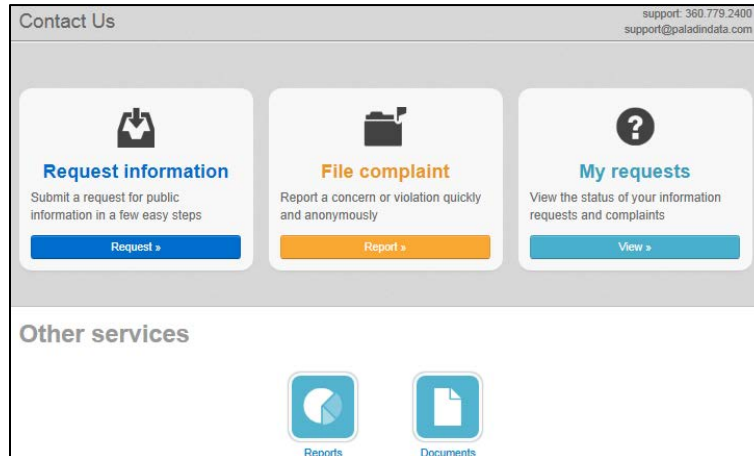 Contact Us
support: 360.779.2400
support@paladindata.com
Request information
Submit a request for public
information in a few easy steps
Request »
File complaint
Report a concern or violation quickly
and anonymously
Report »
My requests
View the status of your information
requests and complaints
View »
Other services
Reports
Documents